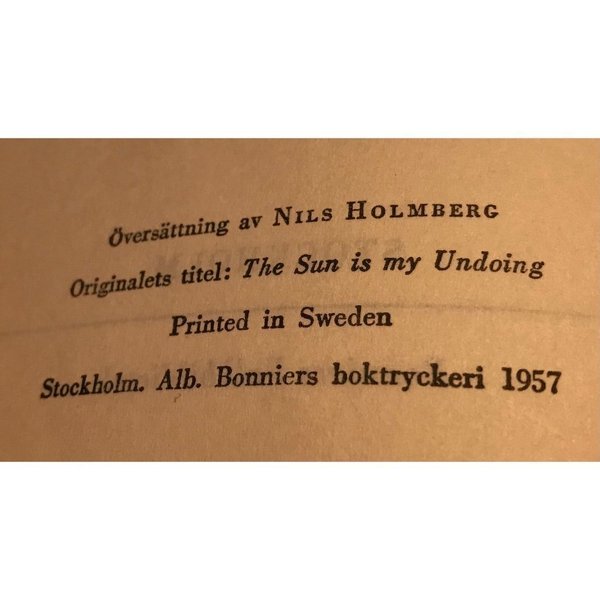 Översättning av NILS HOLMBERG
Originalets titel: The Sun is my Undoing
Printed in Sweden
Stockholm. Alb. Bonniers boktryckeri 1957